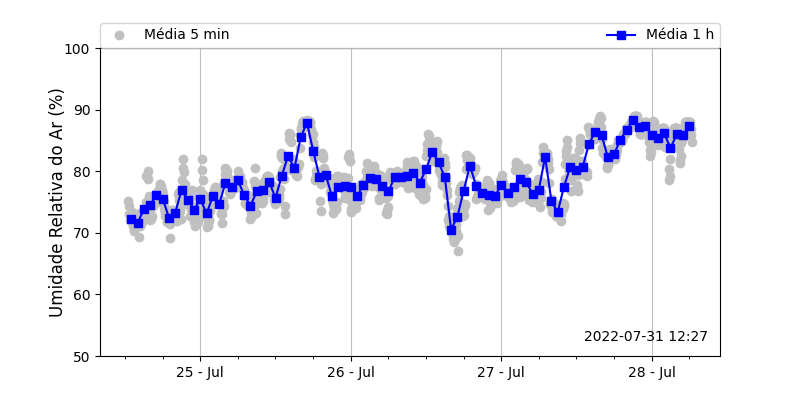 Média 5 min
Média 1 h
Umidade Relativa do Ar (%)
100
90
80
70
60
50
2022-07-31 12:27
25 - Jul
26 - Jul
27 - Jul
28 - Jul